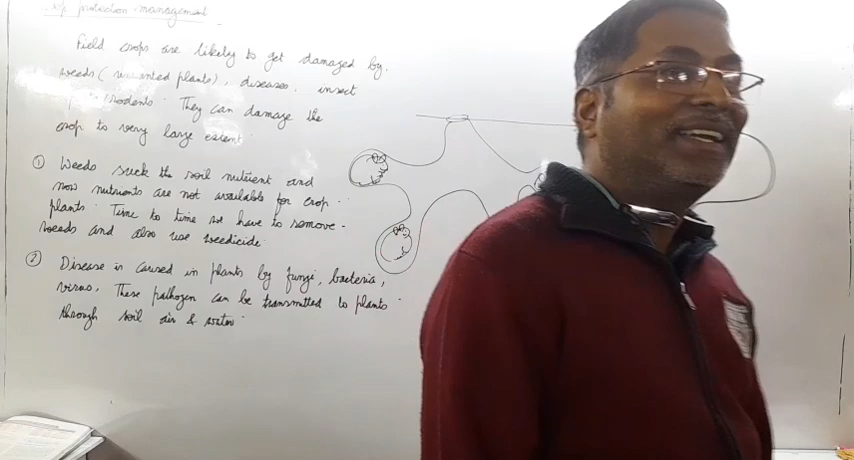 protection management
Field crops are likely to get damaged by
weeds (unwanted plants), diseases, insect
rodents. They can damage the
crop to very large extent.
① Weeds suck the soil nutrient and
now nutrients are not available for crop
plants. Time to time we have to remove
weeds and also use weedicide.
② Disease is caused in plants by fungi, bacteria,
virus, These pathogen can be transmitted to plants
through soil air & water